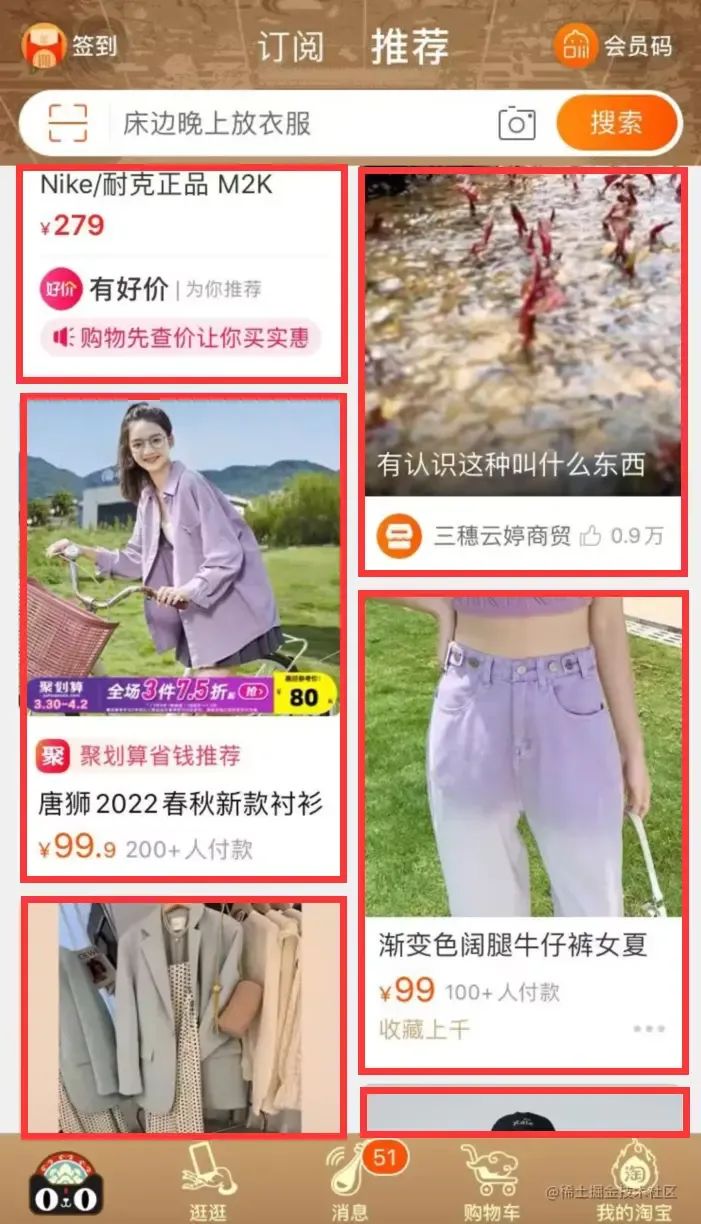 签到
订阅
推荐
会员码
床边晚上放衣服
搜索
Nike/耐克正品 M2K
¥279
好价 有好价 | 为你推荐
购物先查价让你买实惠
有认识这种叫什么东西
三穗云婷商贸 0.9万
聚划算
3.30-4.2
全场3件7.5折
抢
¥80
聚 聚划算省钱推荐
唐狮2022春秋新款衬衫
¥99.9 200+人付款
渐变色阔腿牛仔裤女夏
¥99 100+人付款
收藏上千
逛逛
51
消息
购物车
淘
我的淘宝
@稀土掘金技术社区